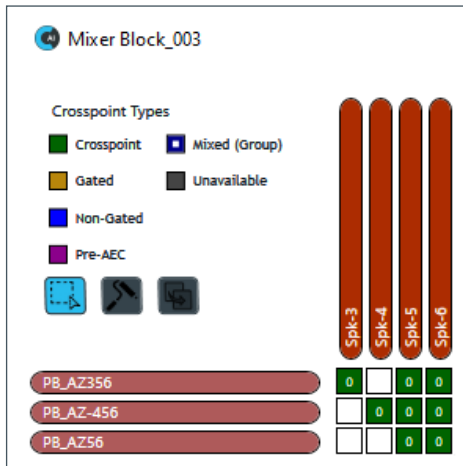 Mixer Block_003
Crosspoint Types
Crosspoint Mixed (Group)
Gated Unavailable
Non-Gated
Pre-AEC
Spk-3 Spk-4 Spk-5 Spk-6
PB_AZ356 0 0 0
PB_AZ-456 0 0 0
PB_AZ56 0 0